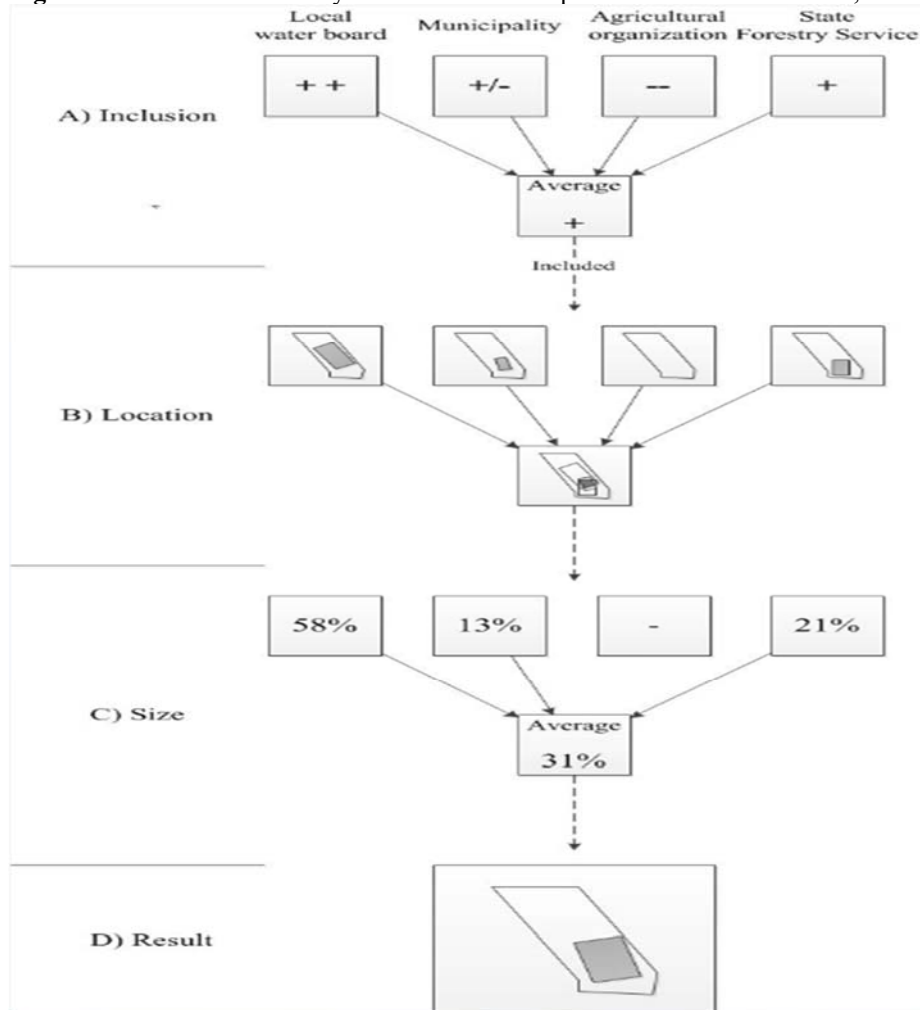 Local
water board
Municipality
Agricultural
organization
State
Forestry Service
A) Inclusion
+ +
+/-
--
+
Average
+
Included
B) Location
C) Size
58%
13%
-
21%
Average
31%
D) Result